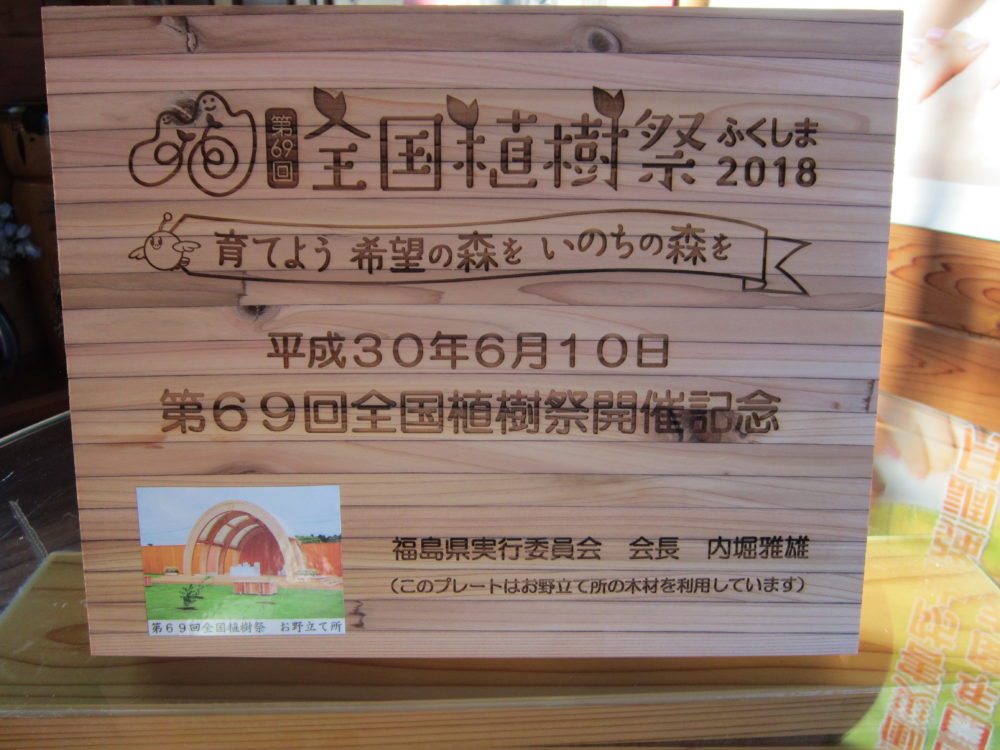 第69回 全国植樹祭 ふくしま
2018
育てよう 希望の森を いのちの森を
平成30年6月10日
第69回全国植樹祭開催記念
福島県実行委員会 会長 内堀雅雄
(このプレートはお野立て所の木材を利用しています)
第69回全国植樹祭 お野立て所